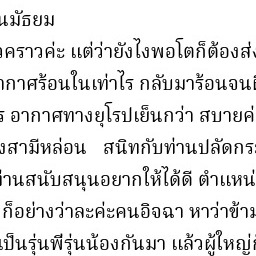 นมัธยม
วคราวค่ะ แต่ว่ายังไงพอโตก็ต้องส่ง
กาศร้อนในเท่าไร กลับมาร้อนจน
ร อากาศทางยุโรปเย็นกว่า สบายค่
งสามีหล่อน สนิทกับท่านปลัดกระ
่านสนับสนุนอยากให้ได้ดี ตำแหน่
ก็อย่างว่าละค่ะคนอิจฉา หาว่าข้าม
เป็นรุ่นพี่รุ่นน้องกันมา แล้วผู้ใหญ่ก็